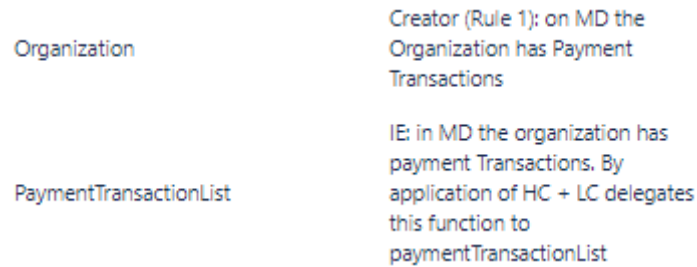 Creator (Rule 1): on MD the
Organization
Organization has Payment
Transactions
IE: in MD the organization has
payment Transactions. By
PaymentTransactionList
application of HC + LC delegates
this function to
paymentTransactionList